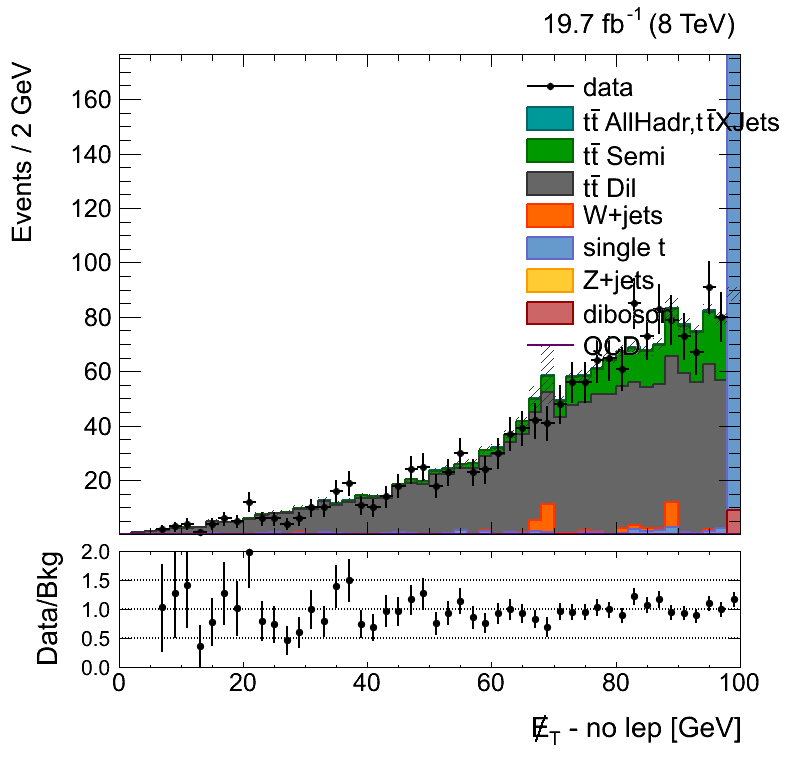 19.7 fb⁻¹ (8 TeV)
Events / 2 GeV
160
140
120
100
80
60
40
20
data
tt̄ AllHadr,tt̄XJets
tt̄ Semi
tt̄ Dil
W+jets
single t
Z+jets
diboson
QCD
Data/Bkg
2.0
1.5
1.0
0.5
0.0
0 20 40 60 80 100
E̸_T - no lep [GeV]